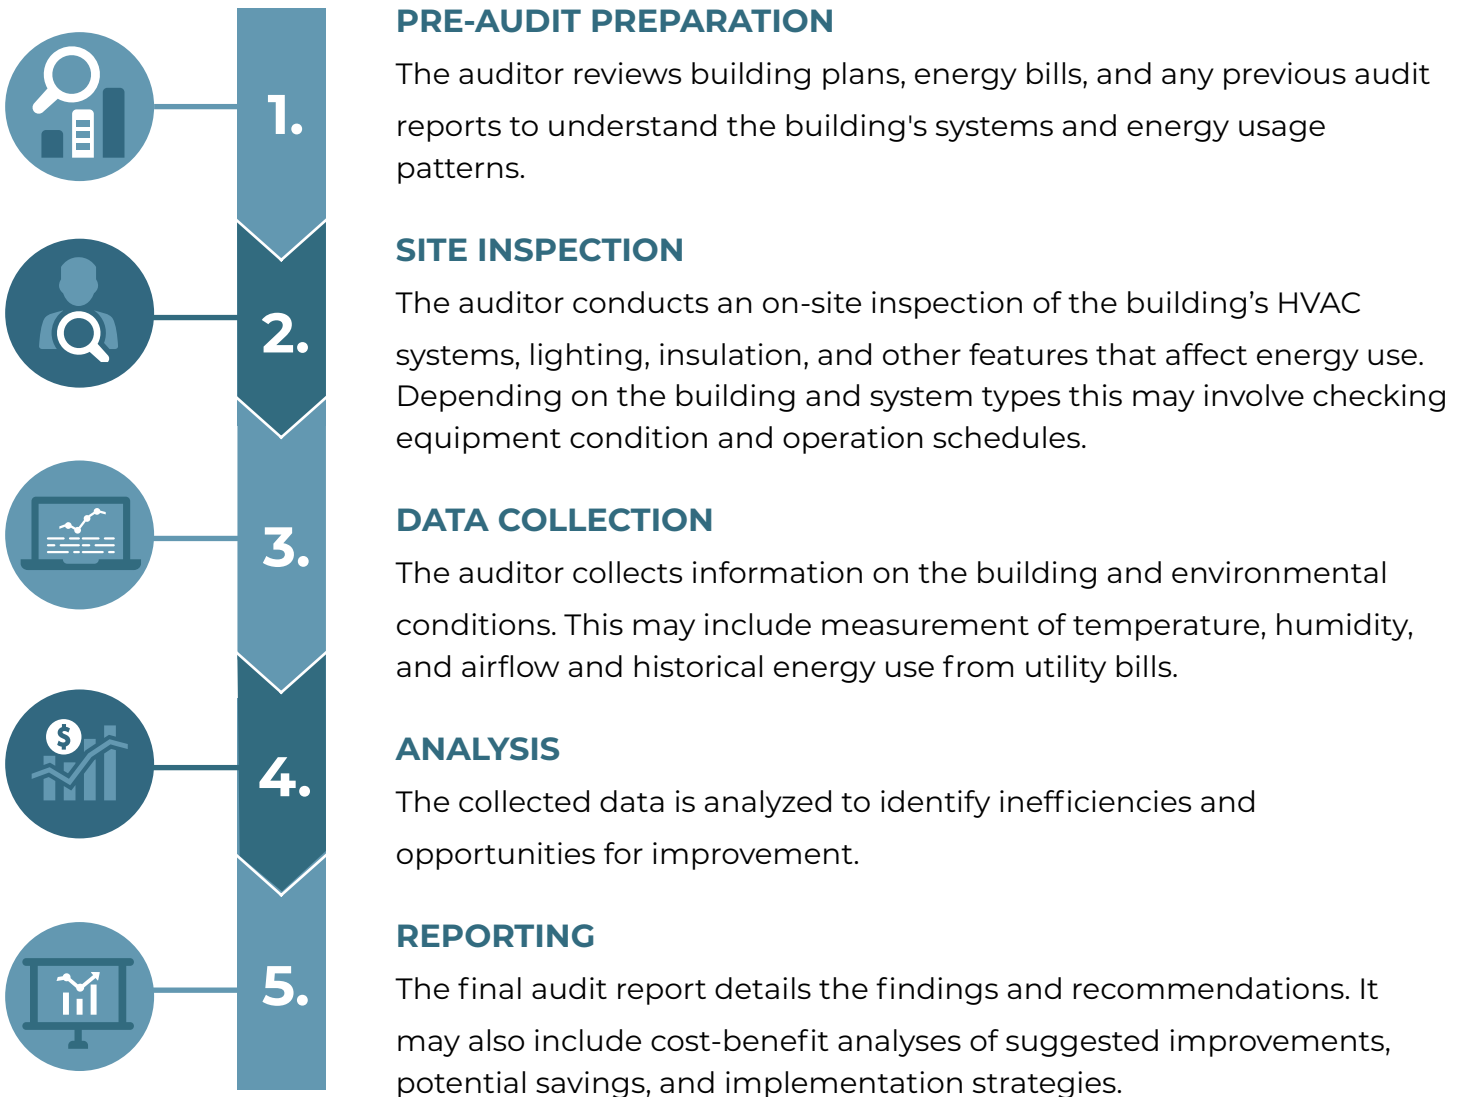 PRE-AUDIT PREPARATION
1.
The auditor reviews building plans, energy bills, and any previous audit
reports to understand the building's systems and energy usage
patterns.
SITE INSPECTION
2.
The auditor conducts an on-site inspection of the building’s HVAC
systems, lighting, insulation, and other features that affect energy use.
Depending on the building and system types this may involve checking
equipment condition and operation schedules.
DATA COLLECTION
3.
The auditor collects information on the building and environmental
conditions. This may include measurement of temperature, humidity,
and airflow and historical energy use from utility bills.
ANALYSIS
$
4.
The collected data is analyzed to identify inefficiencies and
opportunities for improvement.
REPORTING
5.
The final audit report details the findings and recommendations. It
may also include cost-benefit analyses of suggested improvements,
potential savings, and implementation strategies.